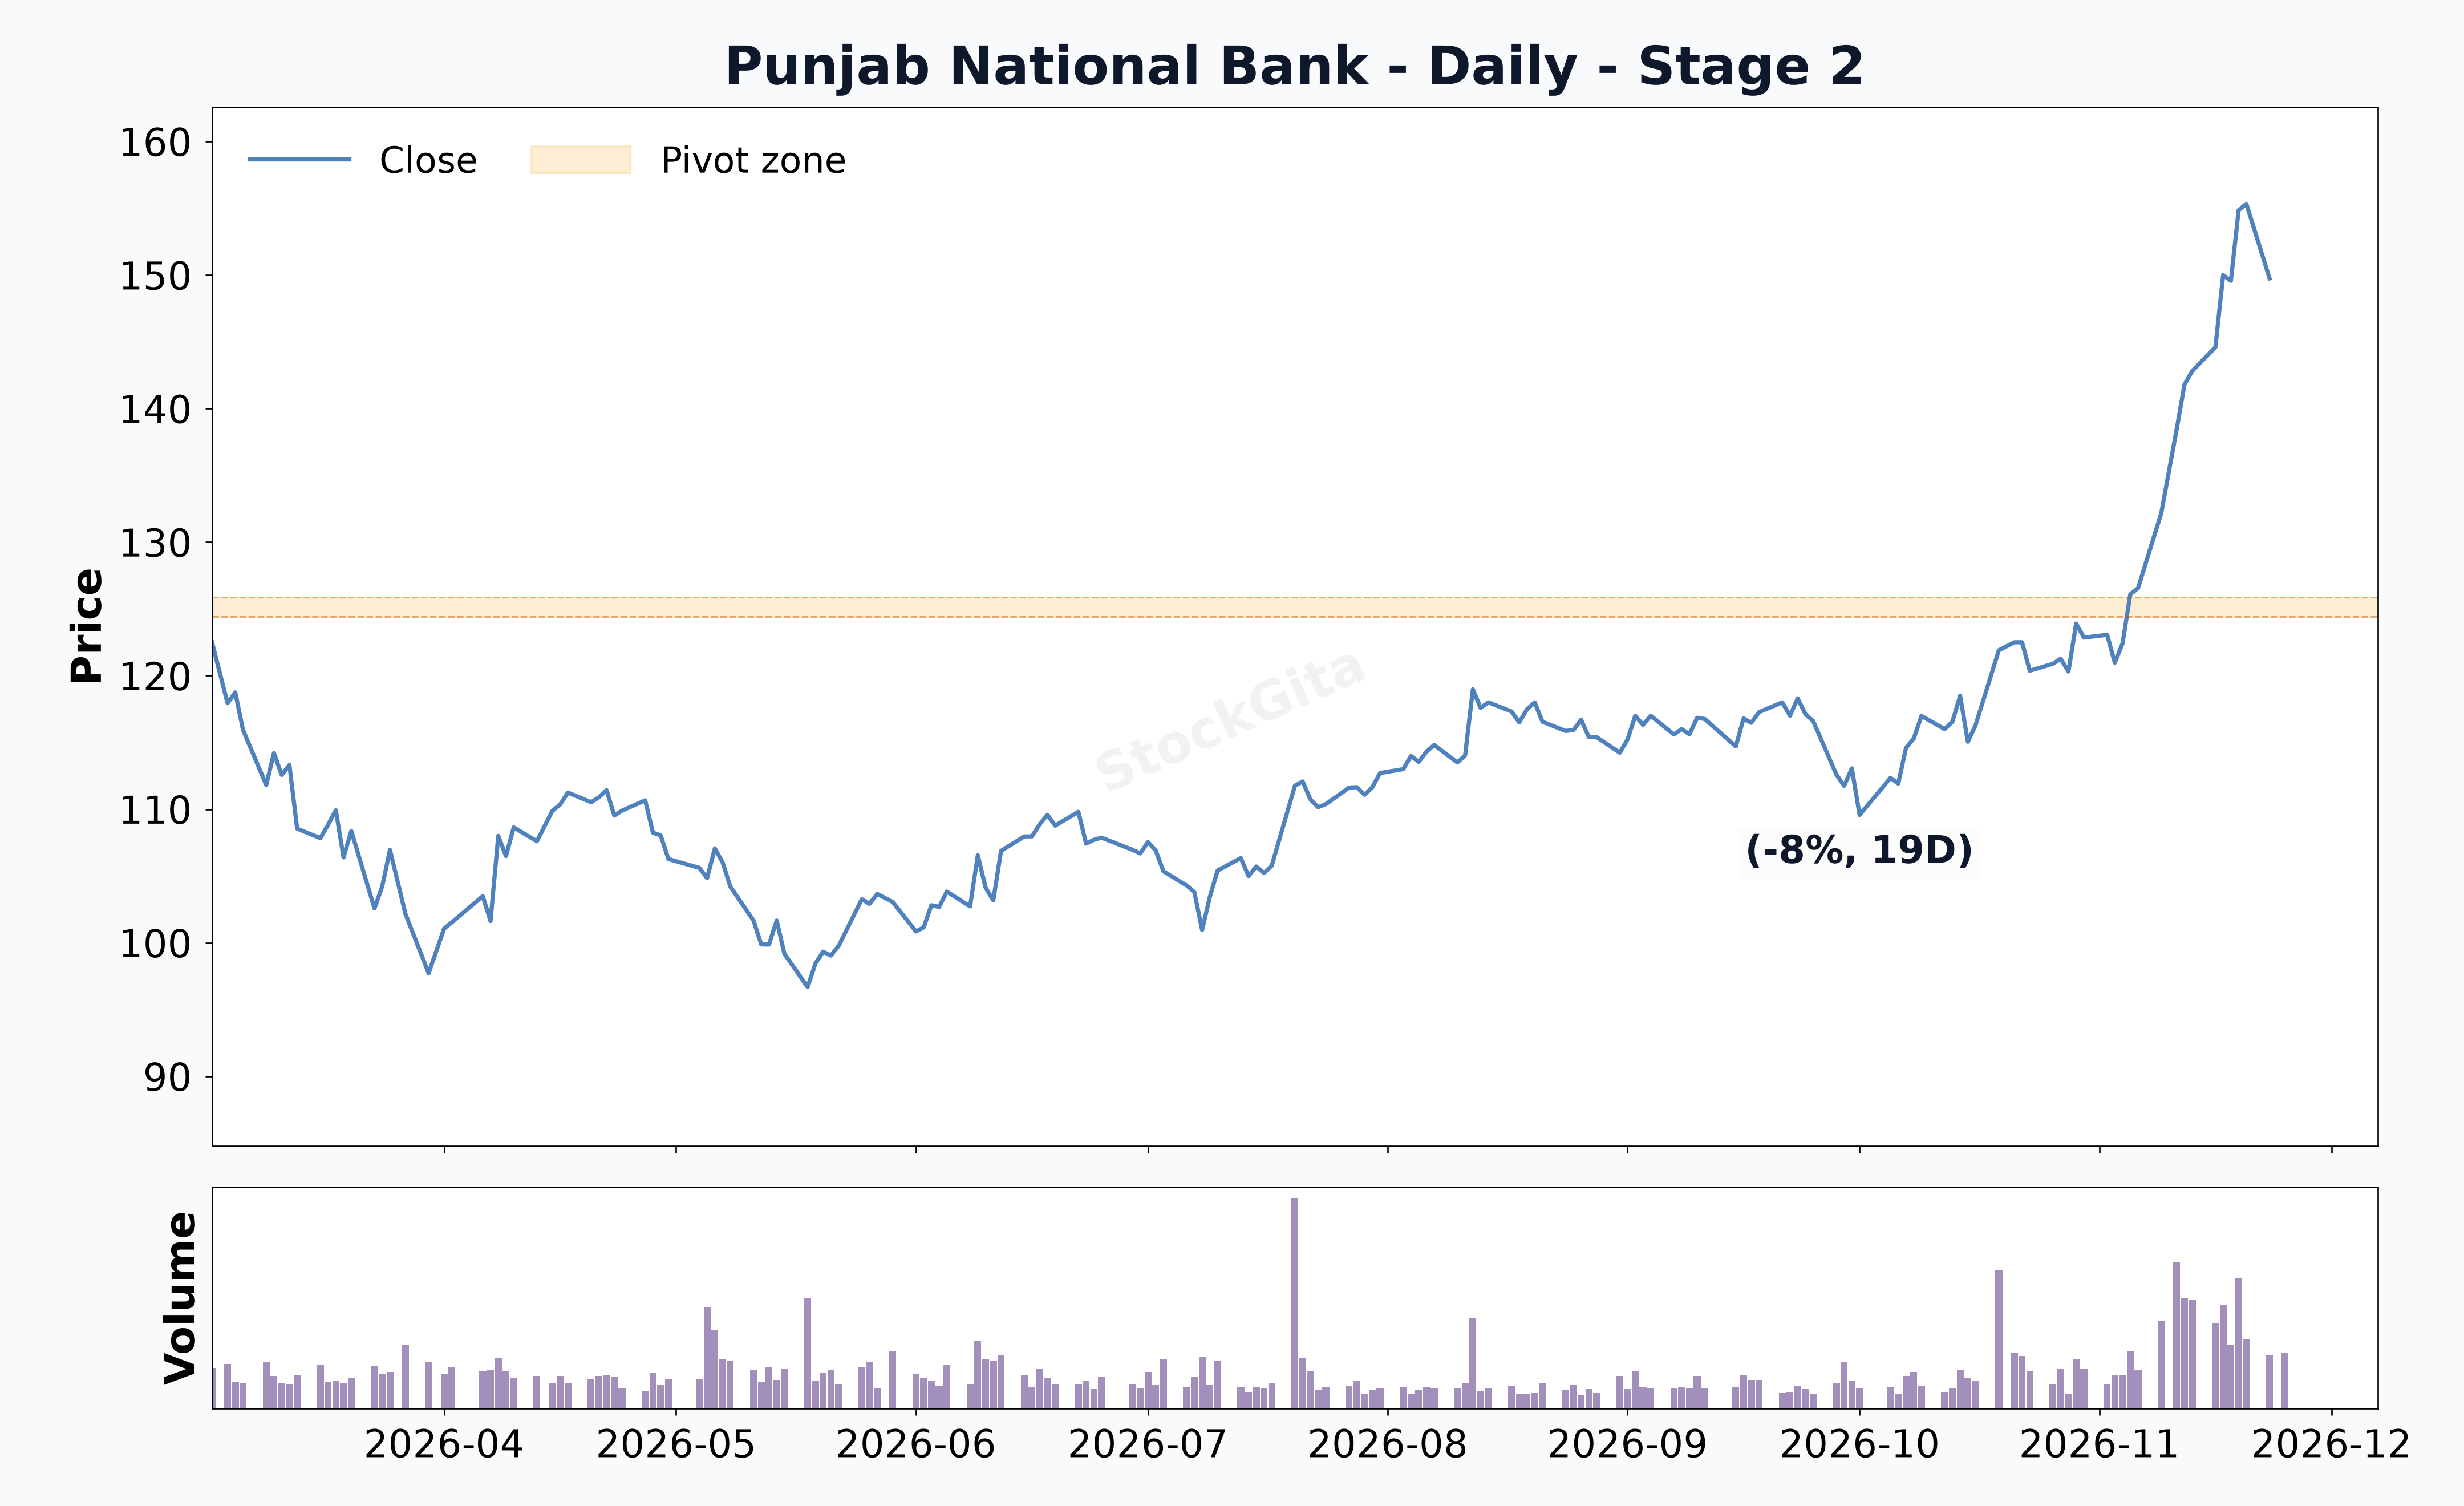 Punjab National Bank - Daily - Stage 2
Close
Pivot zone
160
150
140
130
120
110
100
90
Price
StockGita
(-8%, 19D)
Volume
2026-04
2026-05
2026-06
2026-07
2026-08
2026-09
2026-10
2026-11
2026-12